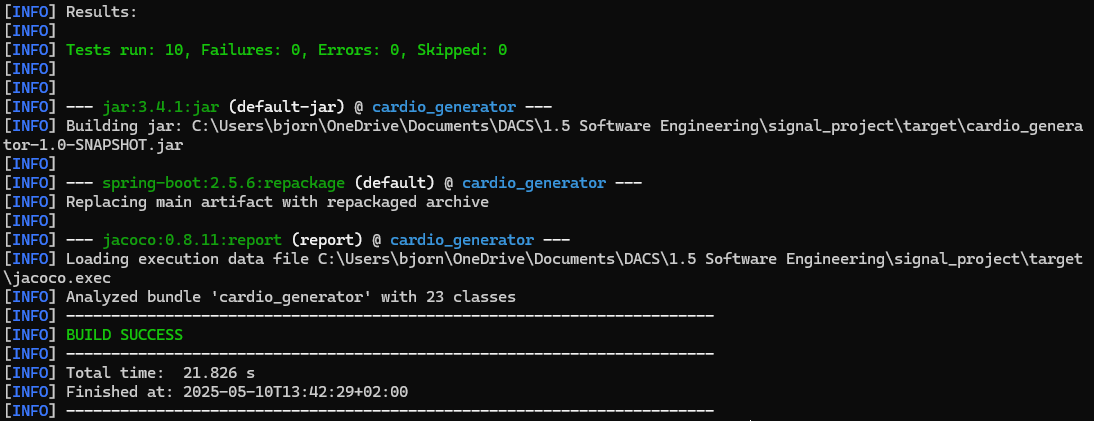 [INFO] Results:
[INFO]
[INFO] Tests run: 10, Failures: 0, Errors: 0, Skipped: 0
[INFO]
[INFO]
[INFO] --- jar:3.4.1:jar (default-jar) @ cardio_generator ---
[INFO] Building jar: C:\Users\bjorn\OneDrive\Documents\DACS\1.5 Software Engineering\signal_project\target\cardio_genera
tor-1.0-SNAPSHOT.jar
[INFO]
[INFO] --- spring-boot:2.5.6:repackage (default) @ cardio_generator ---
[INFO] Replacing main artifact with repackaged archive
[INFO]
[INFO] --- jacoco:0.8.11:report (report) @ cardio_generator ---
[INFO] Loading execution data file C:\Users\bjorn\OneDrive\Documents\DACS\1.5 Software Engineering\signal_project\target
\jacoco.exec
[INFO] Analyzed bundle 'cardio_generator' with 23 classes
[INFO] ------------------------------------------------------------------------
[INFO] BUILD SUCCESS
[INFO] ------------------------------------------------------------------------
[INFO] Total time:  21.826 s
[INFO] Finished at: 2025-05-10T13:42:29+02:00
[INFO] ------------------------------------------------------------------------